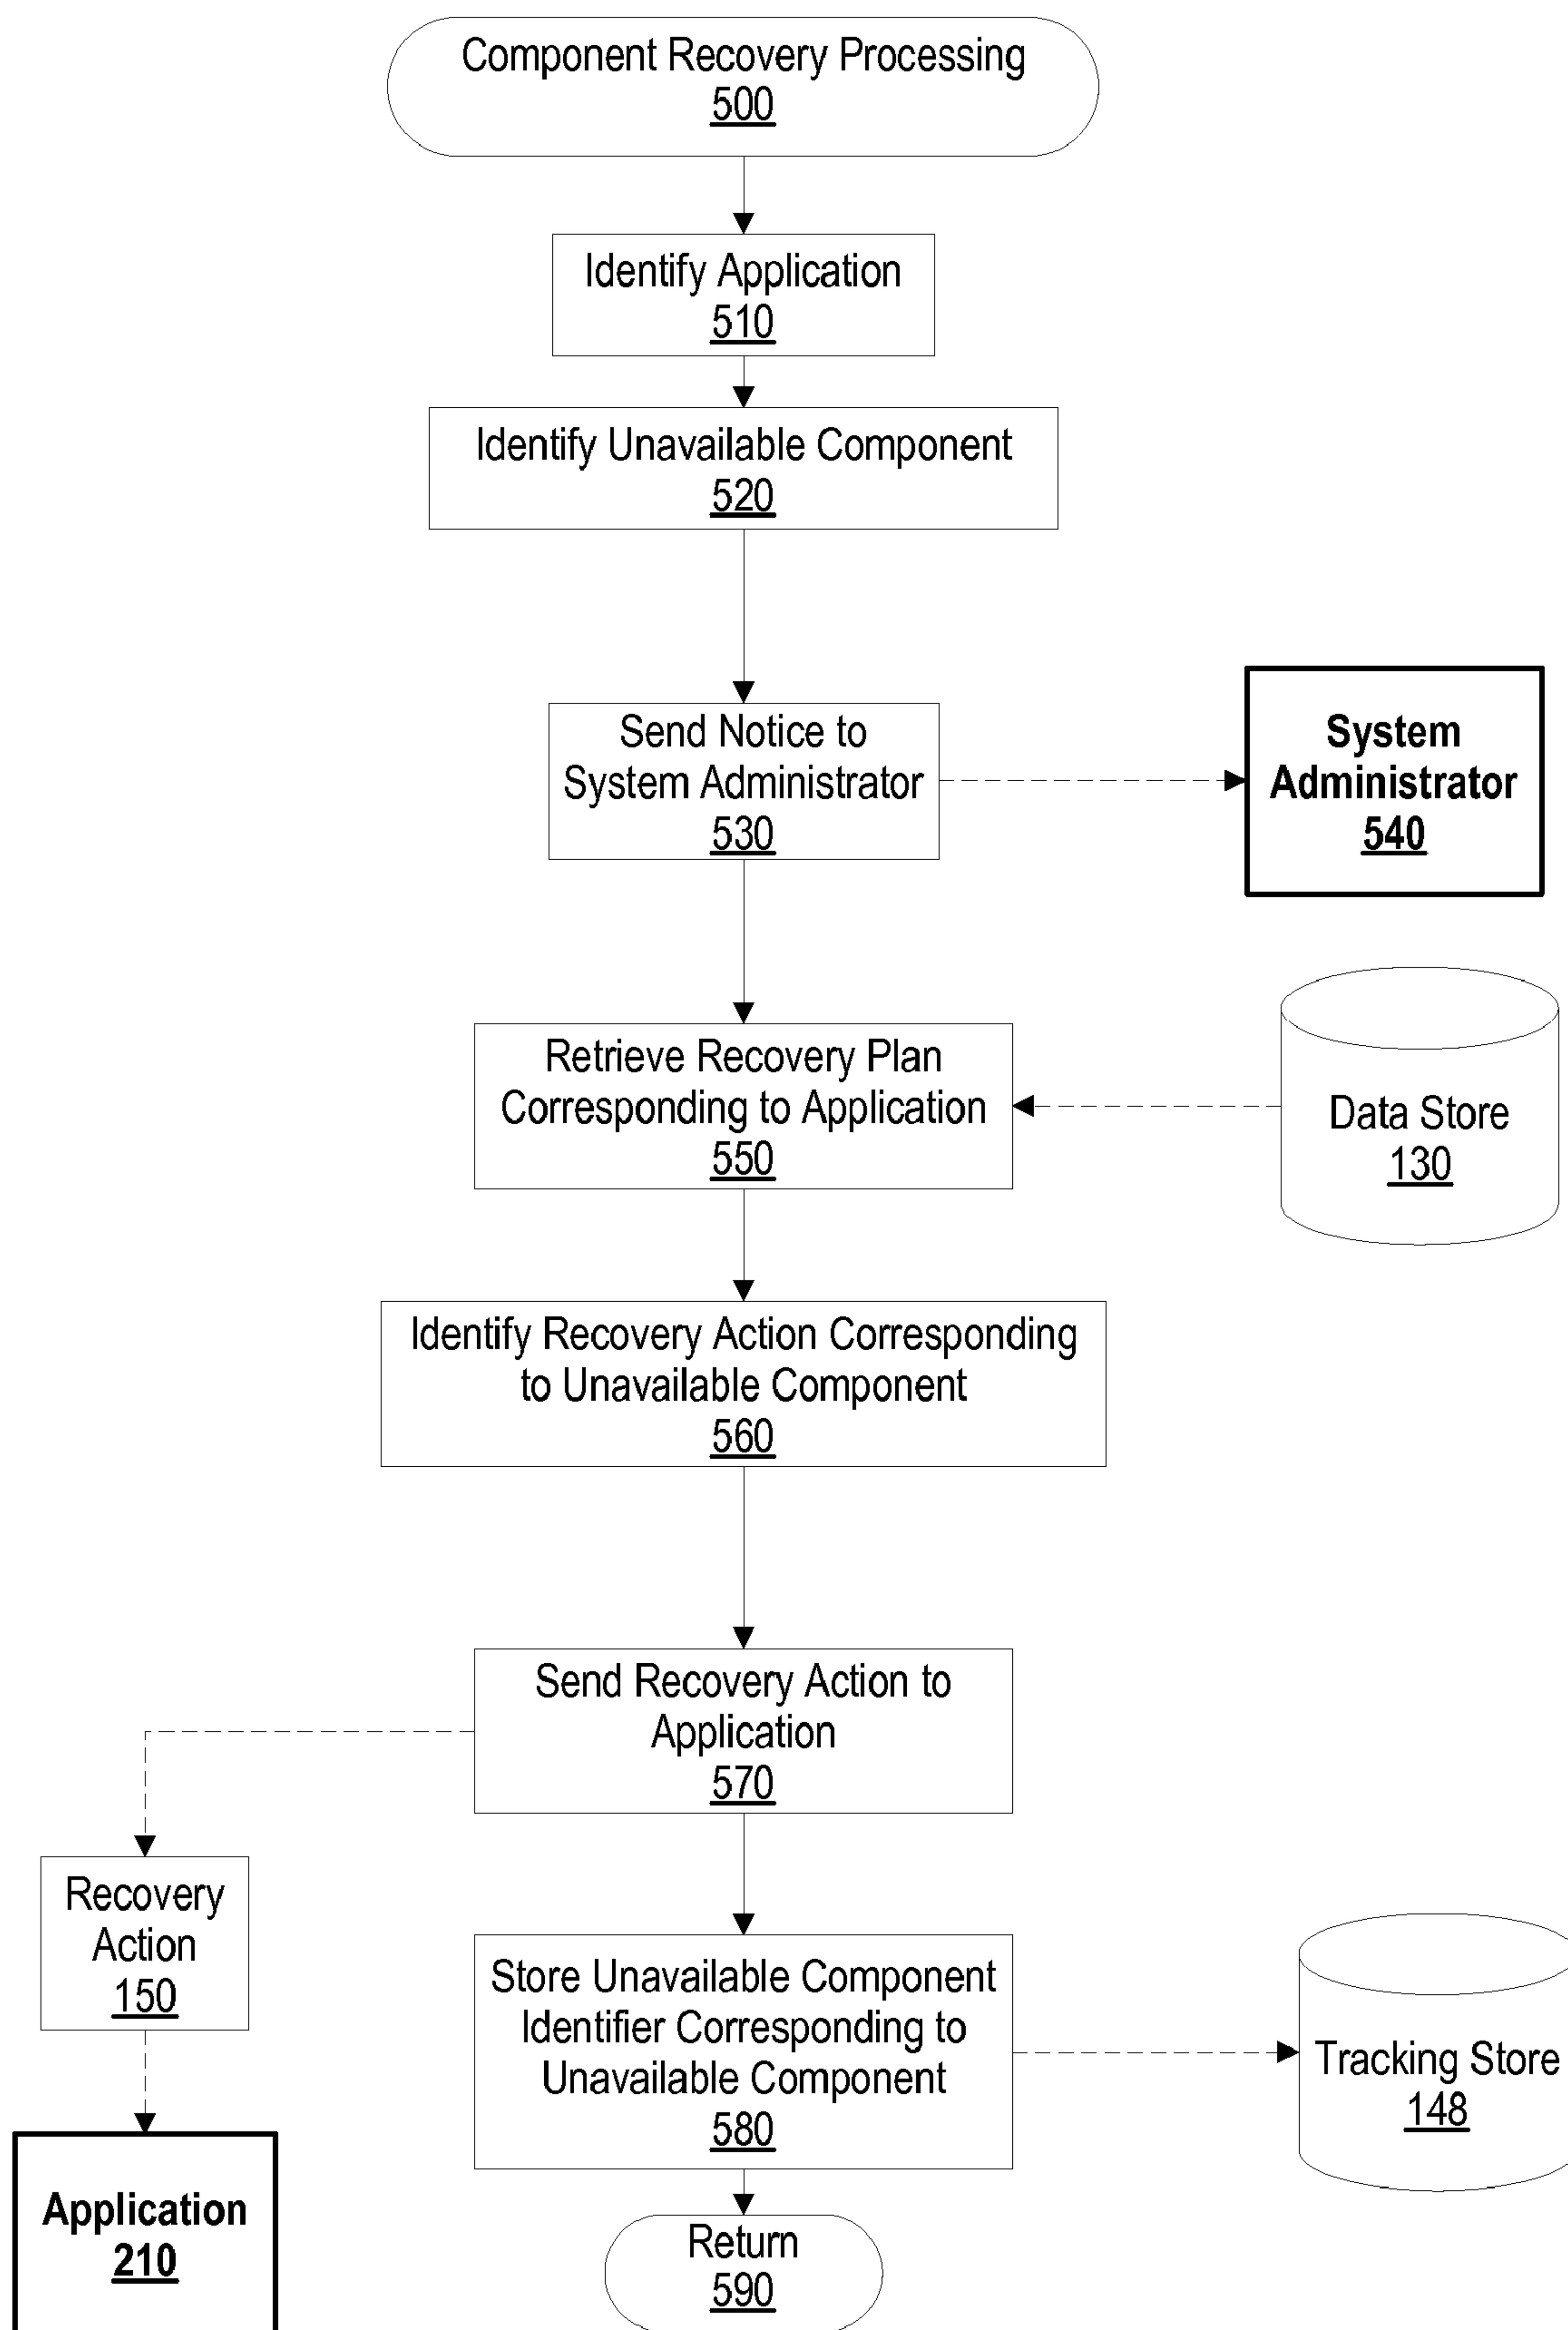 Component Recovery Processing
500
Identify Application
510
Identify Unavailable Component
520
Send Notice to
System Administrator
530
System
Administrator
540
Retrieve Recovery Plan
Corresponding to Application
550
Data Store
130
Identify Recovery Action Corresponding
to Unavailable Component
560
Send Recovery Action to
Application
570
Recovery
Action
150
Store Unavailable Component
Identifier Corresponding to
Unavailable Component
580
Tracking Store
148
Application
210
Return
590